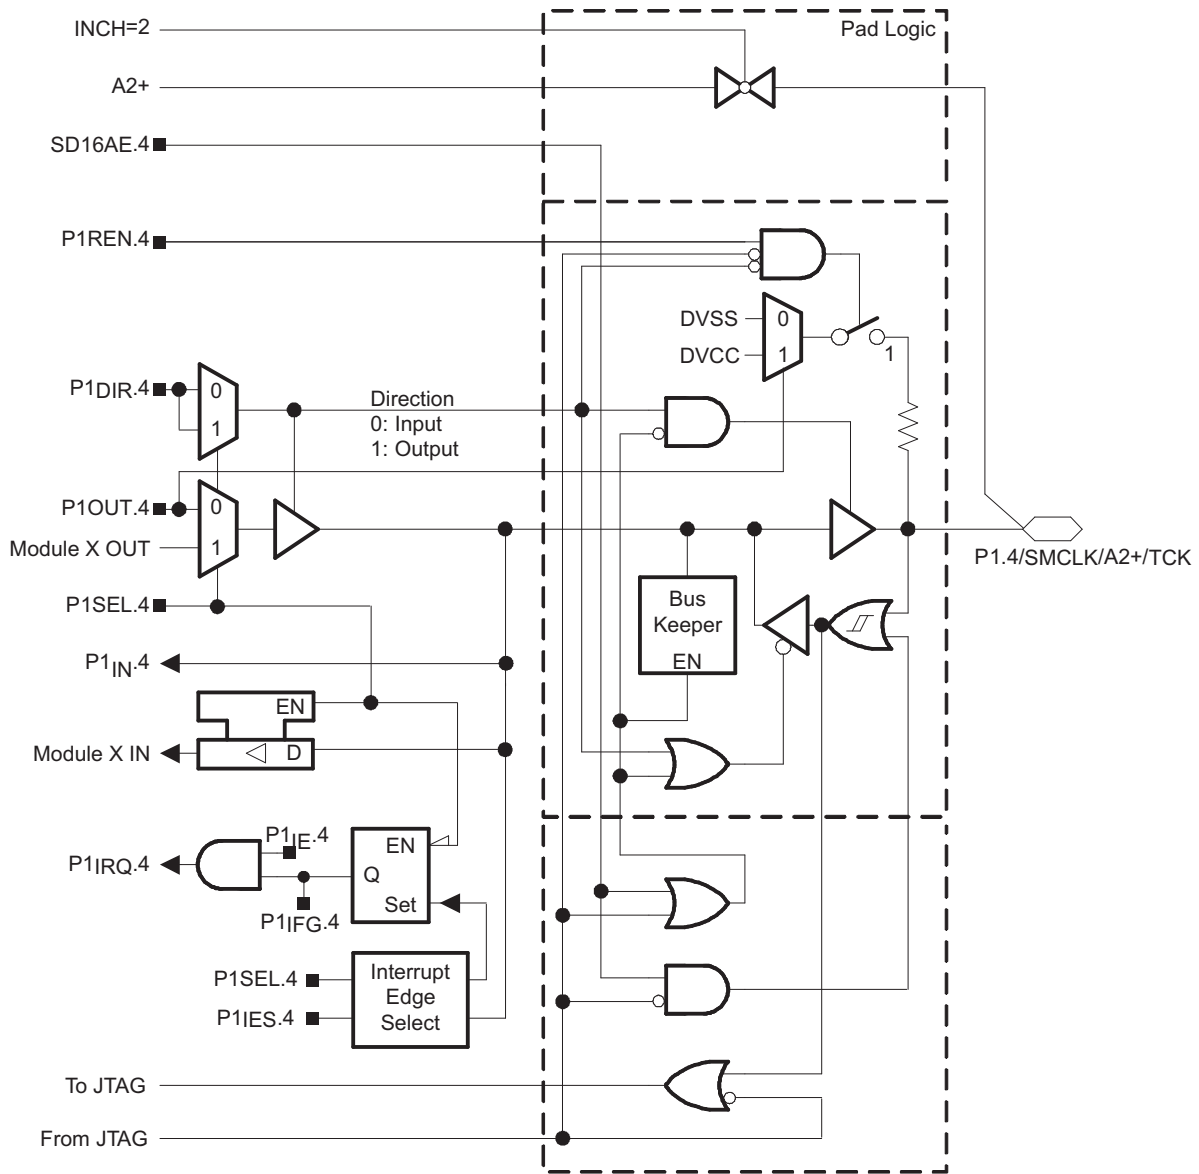 INCH=2
Pad Logic
A2+
SD16AE.4
P1REN.4
DVSS
0
DVCC
1
1
P1DIR.4
0
1
Direction
0: Input
1: Output
P1OUT.4
0
Module X OUT
1
P1.4/SMCLK/A2+/TCK
P1SEL.4
Bus
Keeper
EN
P1IN.4
EN
Module X IN
D
P1IE.4
EN
P1IRQ.4
Q
Set
P1IFG.4
P1SEL.4
P1IES.4
Interrupt
Edge
Select
To JTAG
From JTAG